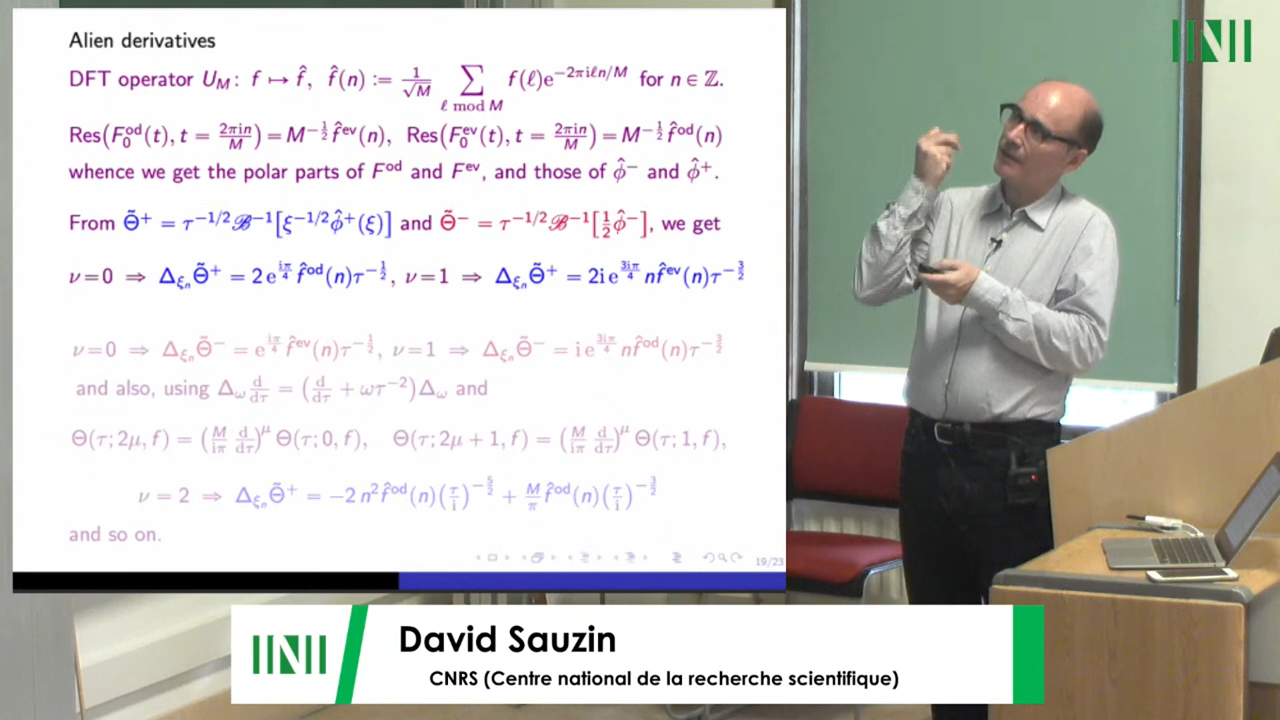 Alien derivatives
DFT operator U_M: f ↦ f̂, f̂(n) := 1/√M ∑_{ℓ mod M} f(ℓ)e^{−2πiℓn/M} for n ∈ ℤ.
Res(F_0^{od}(t), t = 2πin/M) = M^{−1/2} f̂^{ev}(n), Res(F_0^{ev}(t), t = 2πin/M) = M^{−1/2} f̂^{od}(n)
whence we get the polar parts of F^{od} and F^{ev}, and those of φ̂^− and φ̂^+.
From Θ̃^+ = τ^{−1/2}ℬ^{−1}[ξ^{−1/2}φ̂^+(ξ)] and Θ̃^− = τ^{−1/2}ℬ^{−1}[1/2 φ̂^−], we get
ν=0 ⇒ Δ_{ξ_n}Θ̃^+ = 2 e^{iπ/4} f̂^{od}(n)τ^{−1/2}, ν=1 ⇒ Δ_{ξ_n}Θ̃^+ = 2i e^{3iπ/4} n f̂^{ev}(n)τ^{−3/2}
ν=0 ⇒ Δ_{ξ_n}Θ̃^− = e^{iπ/4} f̂^{ev}(n)τ^{−1/2}, ν=1 ⇒ Δ_{ξ_n}Θ̃^− = i e^{3iπ/4} n f̂^{od}(n)τ^{−3/2}
and also, using Δ_ω d/dτ = (d/dτ + ωτ^{−2})Δ_ω and
Θ(τ; 2μ, f) = (M/iπ d/dτ)^μ Θ(τ; 0, f), Θ(τ; 2μ + 1, f) = (M/iπ d/dτ)^μ Θ(τ; 1, f),
ν = 2 ⇒ Δ_{ξ_n}Θ̃^+ = −2 n² f̂^{od}(n)(τ/i)^{−5/2} + M/π f̂^{od}(n)(τ/i)^{−3/2}
and so on.
19/23
David Sauzin
CNRS (Centre national de la recherche scientifique)